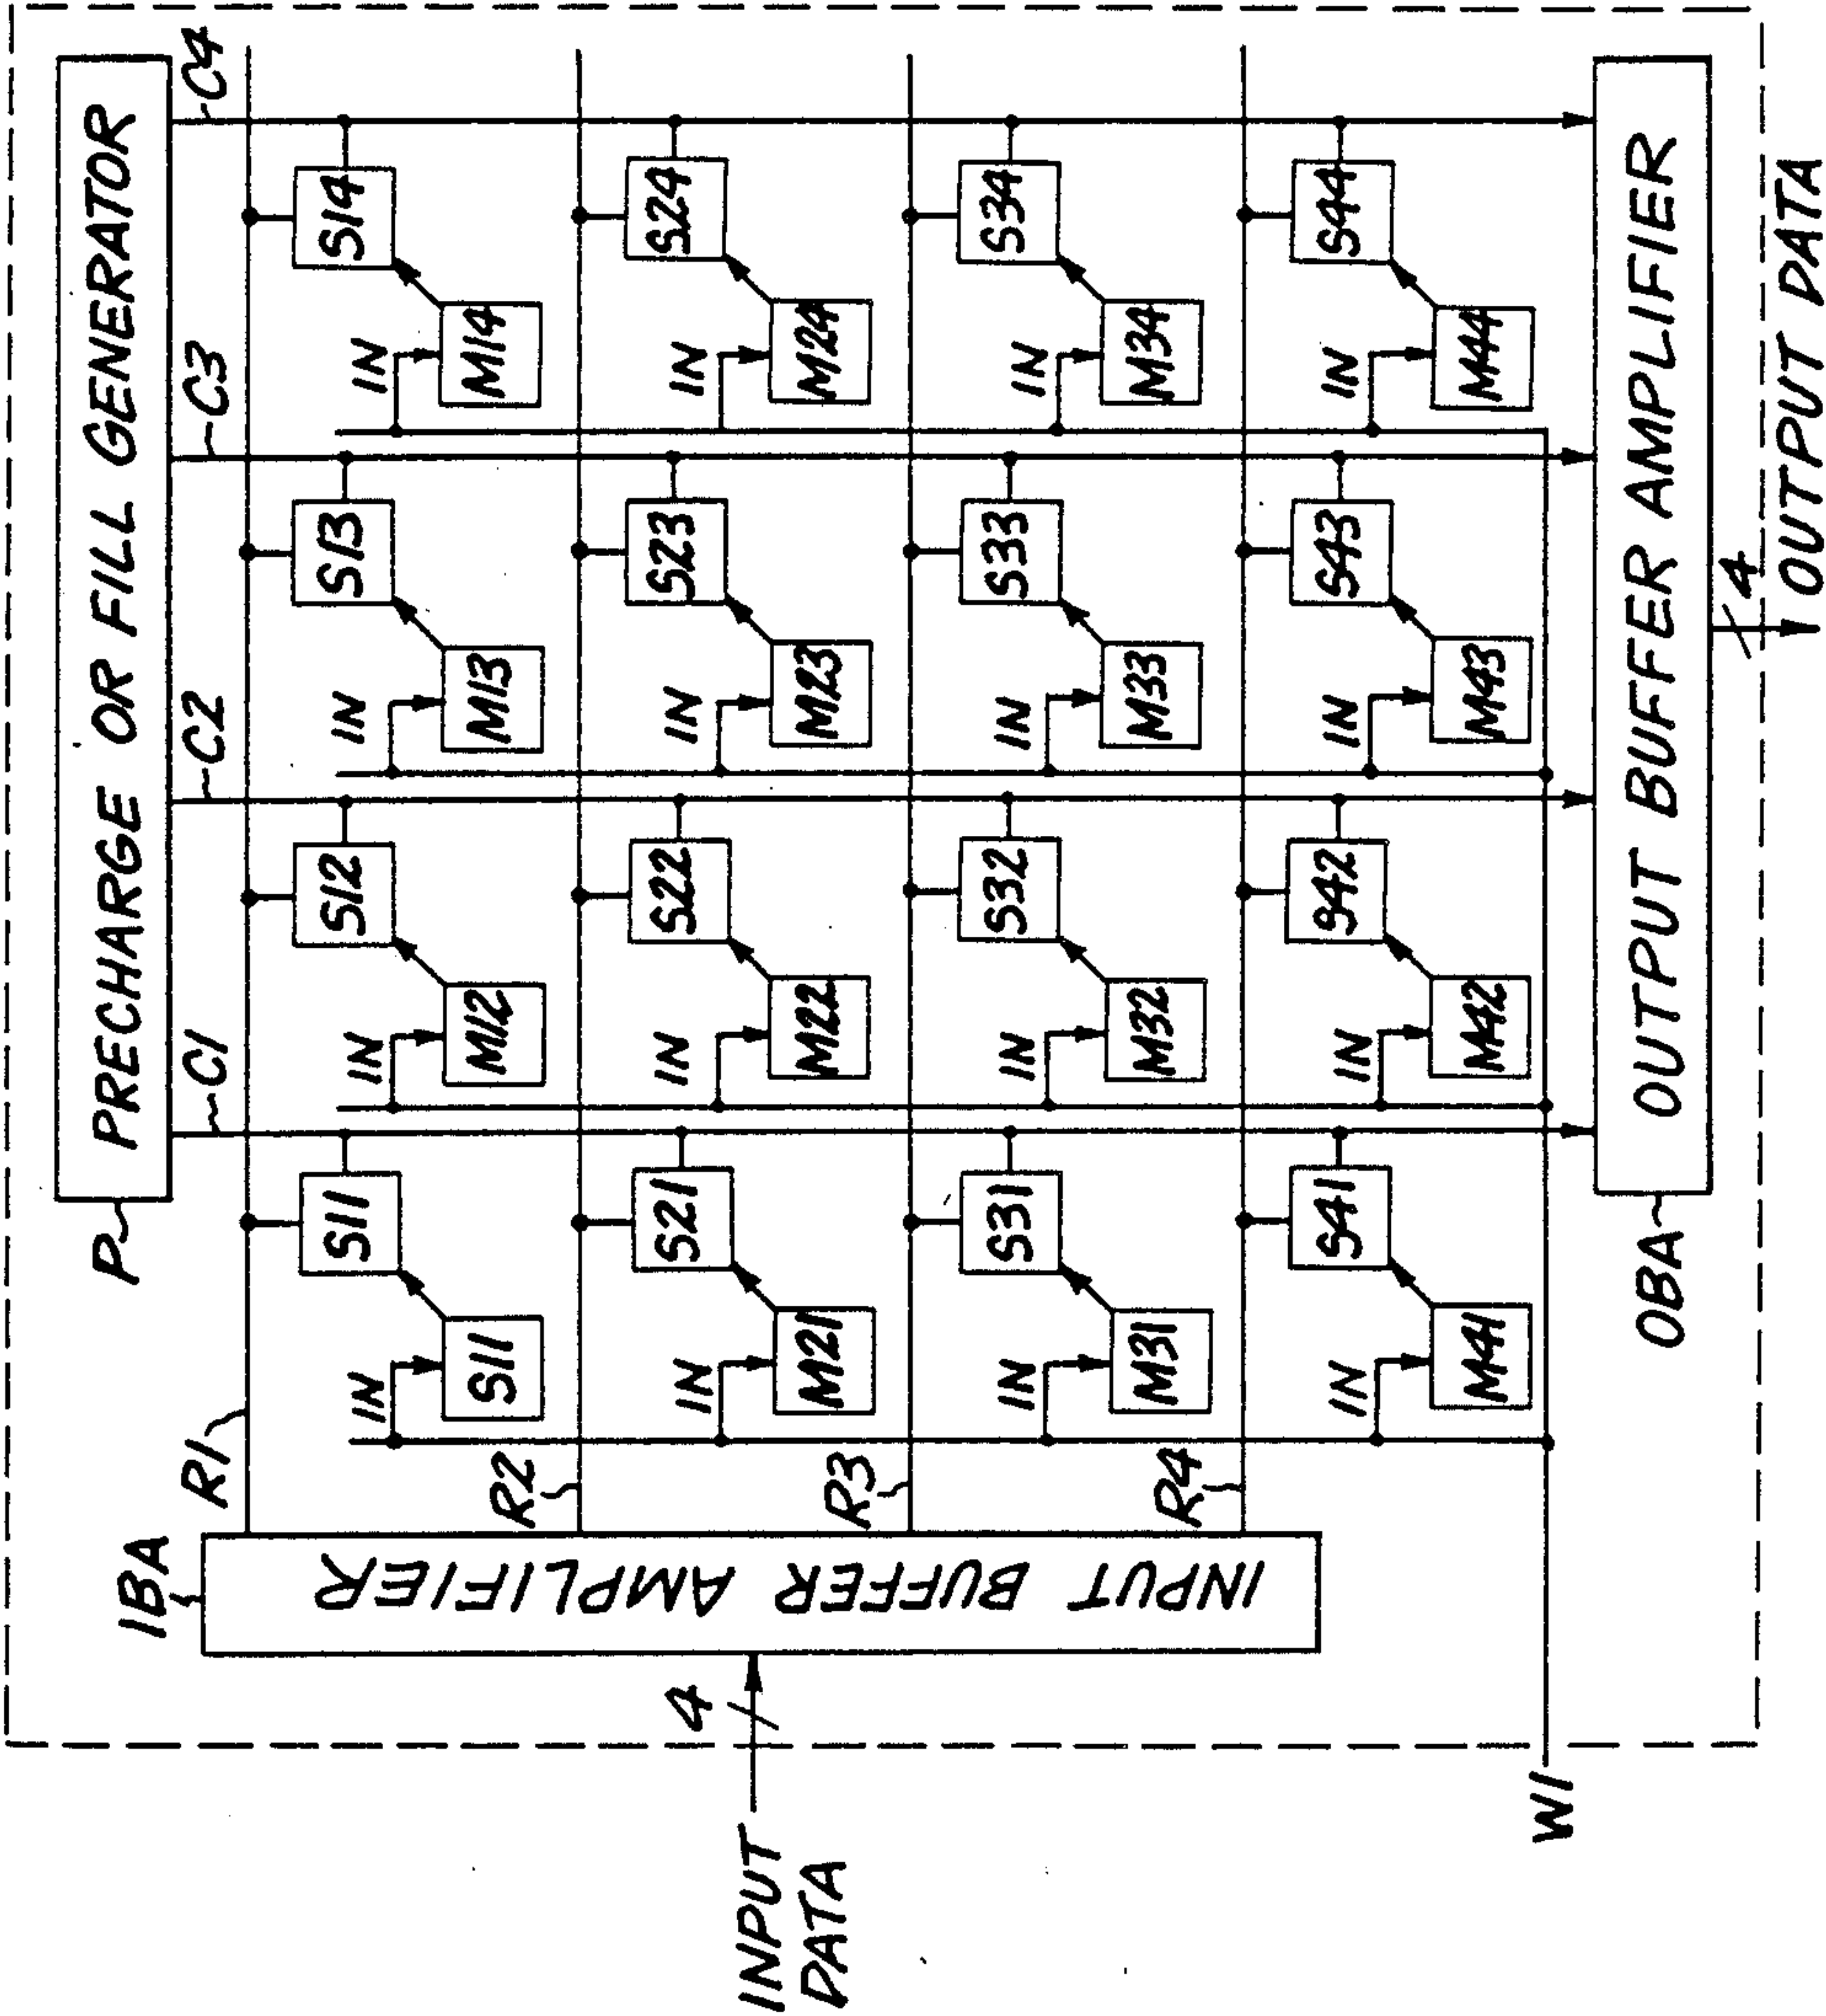 P
PRECHARGE OR FILL GENERATOR
IBA
R1
C1
C2
C3
C4
S11
S12
S13
S14
IN
IN
IN
IN
S11
M12
M13
M14
R2
S21
S22
S23
S24
IN
IN
IN
IN
M21
M22
M23
M24
INPUT BUFFER AMPLIFIER
4
INPUT
DATA
R3
S31
S32
S33
S34
IN
IN
IN
IN
M31
M32
M33
M34
R4
S41
S42
S43
S44
IN
IN
IN
IN
M41
M42
M43
M44
W1
OBA
OUTPUT BUFFER AMPLIFIER
4
OUTPUT DATA